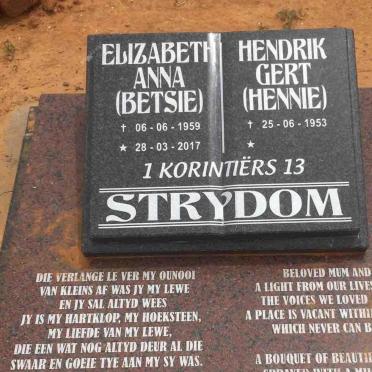 ELIZABETH
ANNA
(BETSIE)
† 06 - 06 - 1959
★ 28 - 03 - 2017
HENDRIK
GERT
(HENNIE)
† 25 - 06 - 1953
★
1 KORINTIËRS 13
STRYDOM
DIE VERLANGE LE VER MY OUNOOI
VAN KLEINS AF WAS JY MY LEWE
EN JY SAL ALTYD WEES
JY IS MY HARTKLOP, MY HOEKSTEEN,
MY LIEFDE VAN MY LEWE,
DIE EEN WAT NOG ALTYD DEUR AL DIE
SWAAR EN GOEIE TYE AAN MY SY WAS.
BELOVED MUM AND
A LIGHT FROM OUR LIVES
THE VOICES WE LOVED
A PLACE IS VACANT WITHIN
WHICH NEVER CAN B
A BOUQUET OF BEAUTI